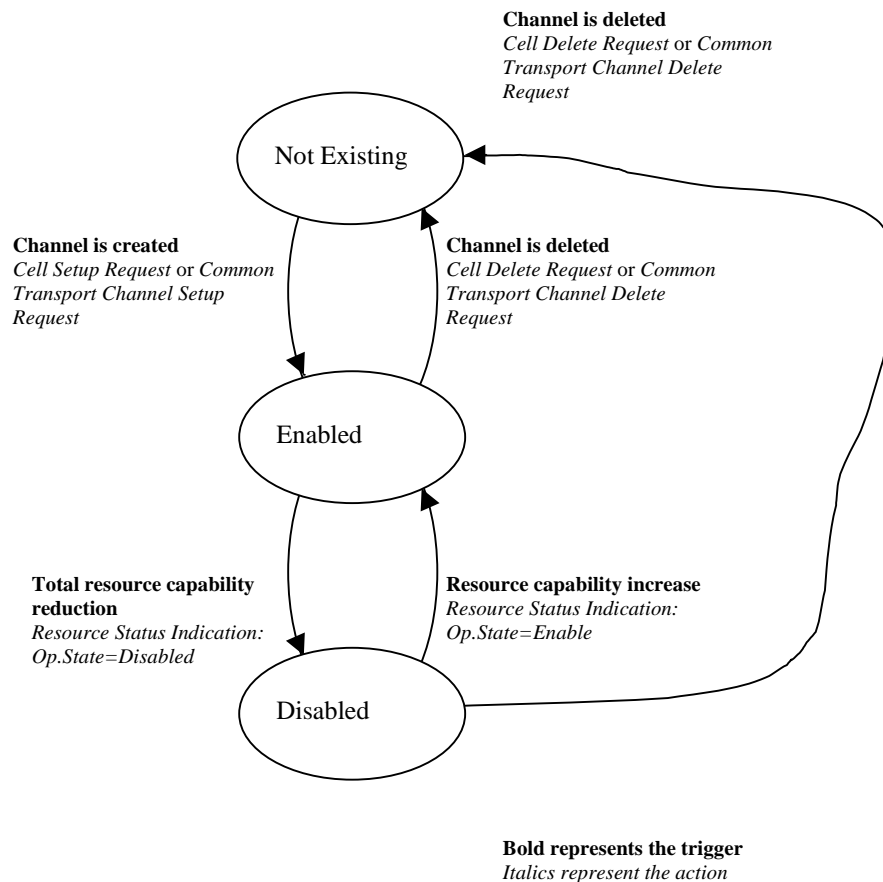 Channel is deleted
Cell Delete Request or Common
Transport Channel Delete
Request
Not Existing
Channel is created
Cell Setup Request or Common
Transport Channel Setup
Request
Channel is deleted
Cell Delete Request or Common
Transport Channel Delete
Request
Enabled
Total resource capability
reduction
Resource Status Indication:
Op.State=Disabled
Resource capability increase
Resource Status Indication:
Op.State=Enable
Disabled
Bold represents the trigger
Italics represent the action